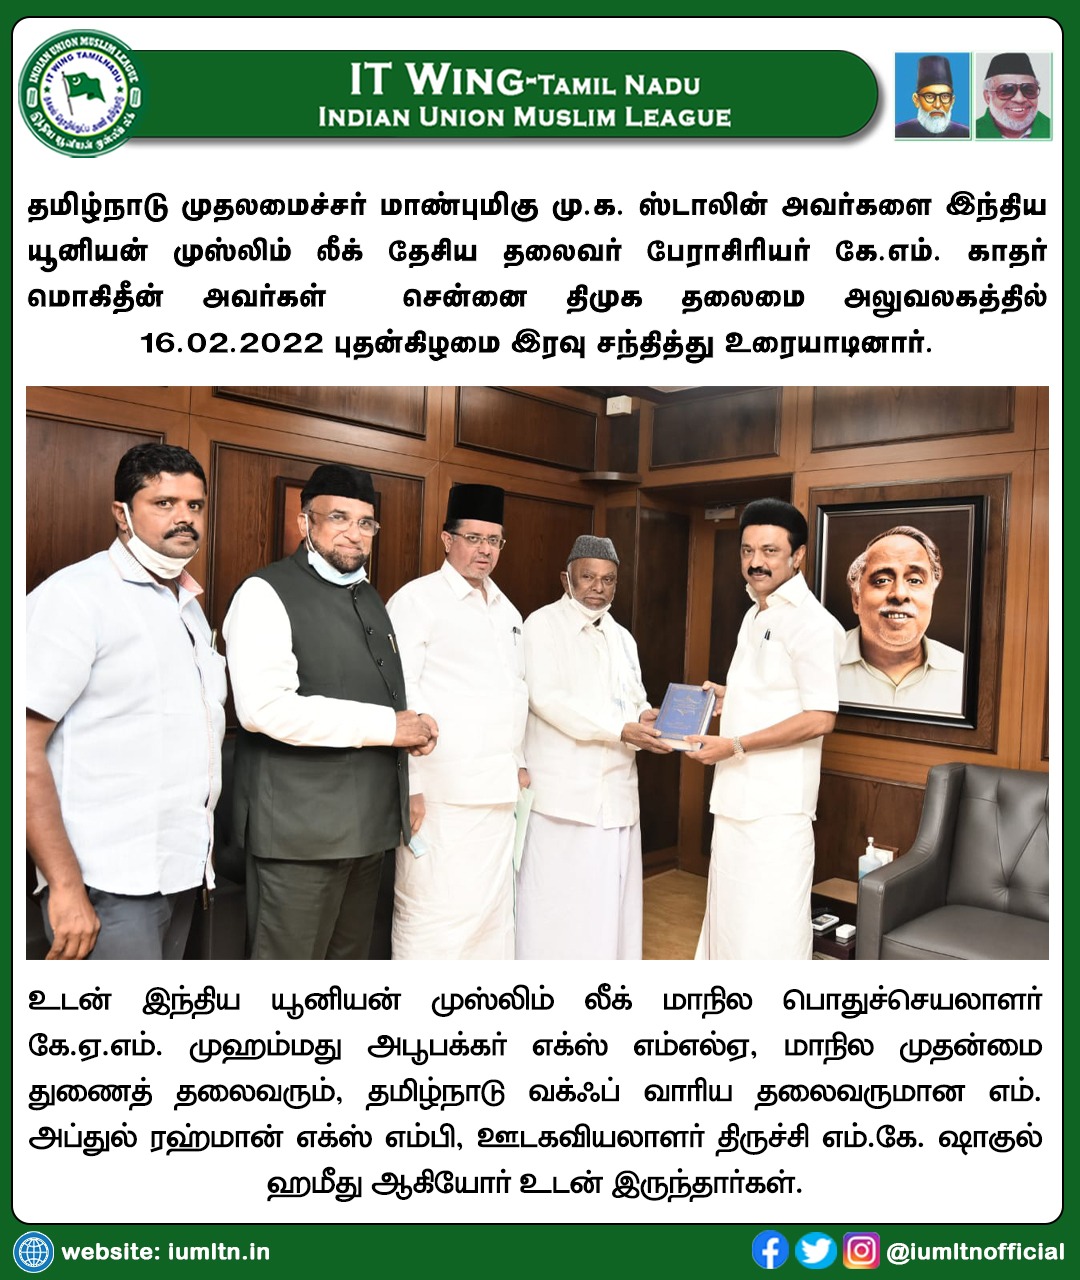 INDIAN UNION MUSLIM LEAGUE
IT WING TAMILNADU
IT WING-TAMIL NADU
INDIAN UNION MUSLIM LEAGUE
தமிழ்நாடு முதலமைச்சர் மாண்புமிகு மு.க. ஸ்டாலின் அவர்களை இந்திய
யூனியன் முஸ்லிம் லீக் தேசிய தலைவர் பேராசிரியர் கே.எம். காதர்
மொகிதீன் அவர்கள் சென்னை திமுக தலைமை அலுவலகத்தில்
16.02.2022 புதன்கிழமை இரவு சந்தித்து உரையாடினார்.
உடன் இந்திய யூனியன் முஸ்லிம் லீக் மாநில பொதுச்செயலாளர்
கே.ஏ.எம். முஹம்மது அபூபக்கர் எக்ஸ் எம்எல்ஏ, மாநில முதன்மை
துணைத் தலைவரும், தமிழ்நாடு வக்ஃப் வாரிய தலைவருமான எம்.
அப்துல் ரஹ்மான் எக்ஸ் எம்பி, ஊடகவியலாளர் திருச்சி எம்.கே. ஷாகுல்
ஹமீது ஆகியோர் உடன் இருந்தார்கள்.
website: iumltn.in
@iumltnofficial